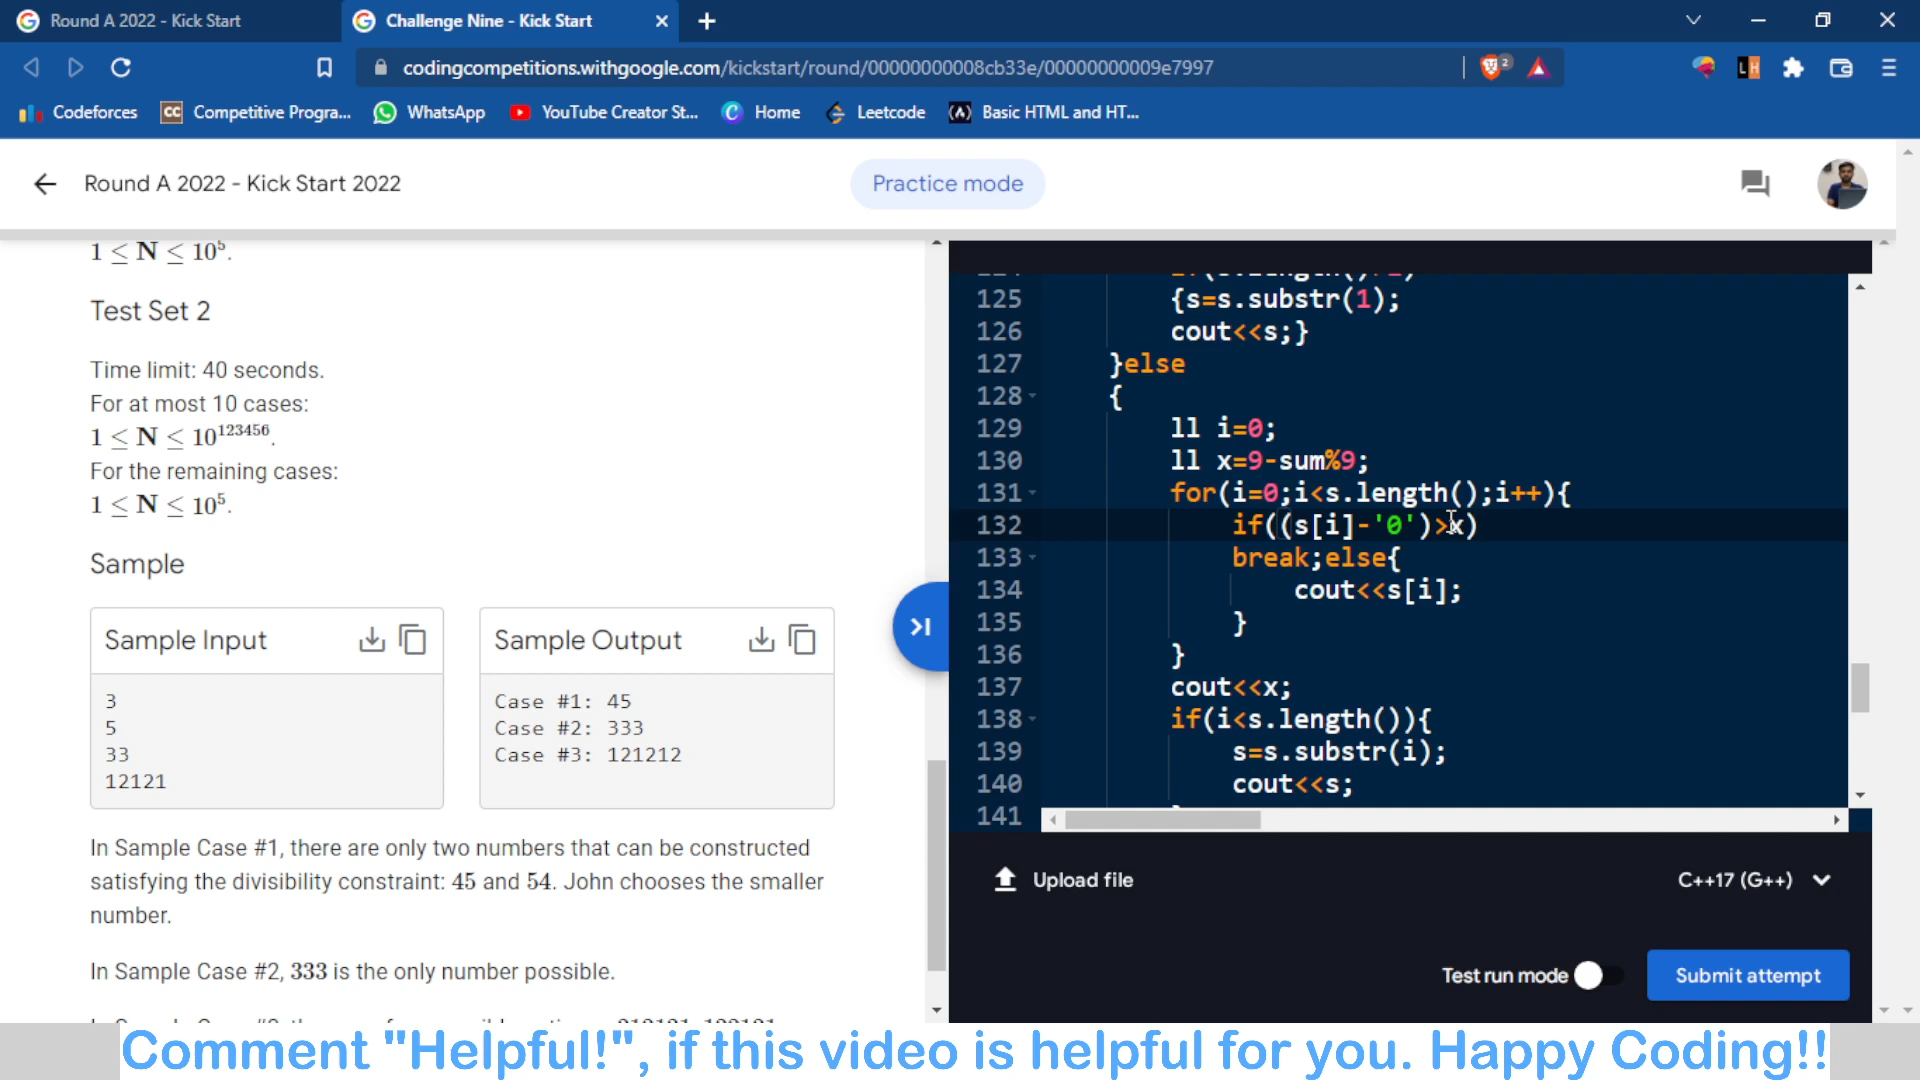 Round A 2022 - Kick Start
Challenge Nine - Kick Start
codingcompetitions.withgoogle.com/kickstart/round/00000000008cb33e/00000000009e7997
2
LH
Codeforces
CC Competitive Progra...
WhatsApp
YouTube Creator St...
C Home
Leetcode
(A) Basic HTML and HT...
Round A 2022 - Kick Start 2022
Practice mode
1 ≤ N ≤ 10⁵.
Test Set 2
Time limit: 40 seconds.
For at most 10 cases:
1 ≤ N ≤ 10¹²³⁴⁵⁶.
For the remaining cases:
1 ≤ N ≤ 10⁵.
Sample
Sample Input
3
5
33
12121
Sample Output
Case #1: 45
Case #2: 333
Case #3: 121212
In Sample Case #1, there are only two numbers that can be constructed
satisfying the divisibility constraint: 45 and 54. John chooses the smaller
number.
In Sample Case #2, 333 is the only number possible.
125 {s=s.substr(1);
126 cout<<s;}
127 }else
128 {
129 ll i=0;
130 ll x=9-sum%9;
131 for(i=0;i<s.length();i++){
132 if((s[i]-'0')>x)
133 break;else{
134 cout<<s[i];
135 }
136 }
137 cout<<x;
138 if(i<s.length()){
139 s=s.substr(i);
140 cout<<s;
141
Upload file
C++17 (G++)
Test run mode
Submit attempt
Comment "Helpful!", if this video is helpful for you. Happy Coding!!